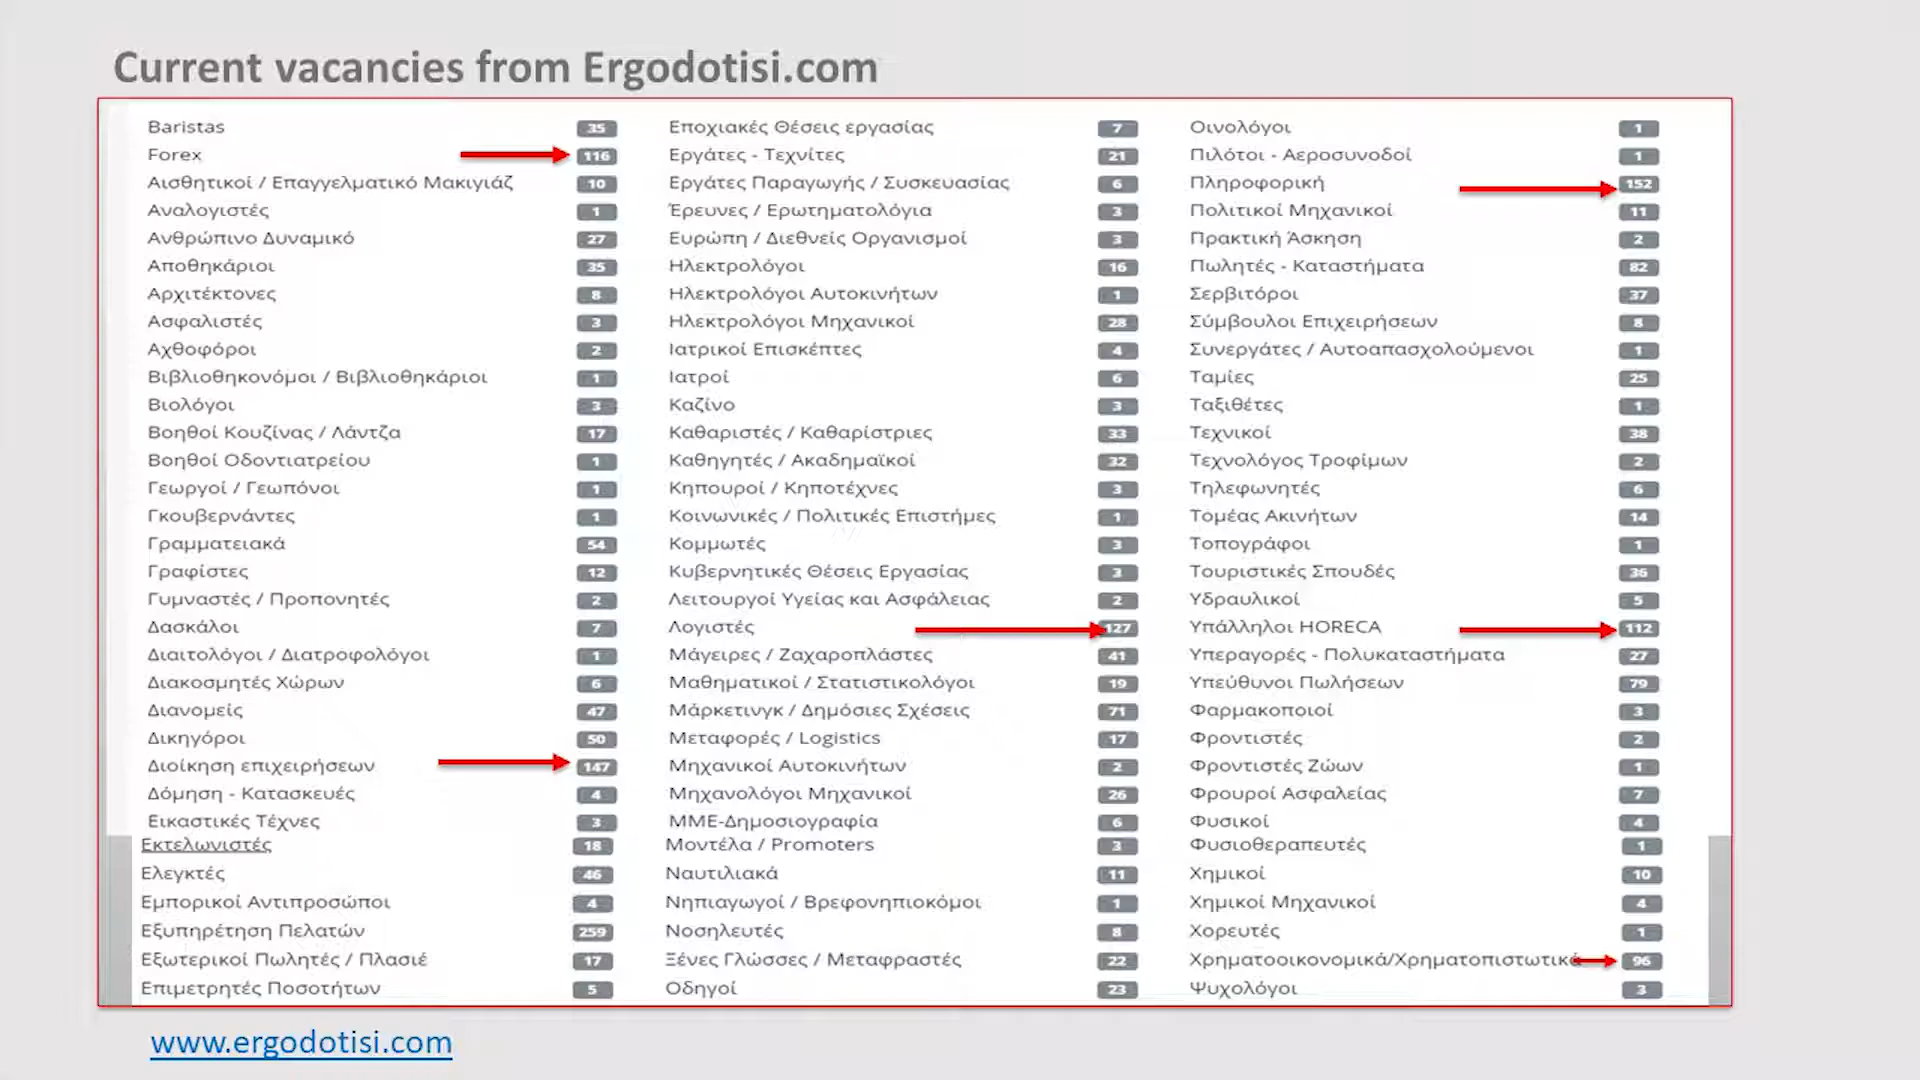 Current vacancies from Ergodotisi.com
Baristas 35
Forex 116
Αισθητικοί / Επαγγελματικό Μακιγιάζ 10
Αναλογιστές 1
Ανθρώπινο Δυναμικό 27
Αποθηκάριοι 35
Αρχιτέκτονες 8
Ασφαλιστές 3
Αχθοφόροι 2
Βιβλιοθηκονόμοι / Βιβλιοθηκάριοι 1
Βιολόγοι 3
Βοηθοί Κουζίνας / Λάντζα 17
Βοηθοί Οδοντιατρείου 1
Γεωργοί / Γεωπόνοι 1
Γκουβερνάντες 1
Γραμματειακά 54
Γραφίστες 12
Γυμναστές / Προπονητές 2
Δασκάλοι 7
Διαιτολόγοι / Διατροφολόγοι 1
Διακοσμητές Χώρων 6
Διανομείς 47
Δικηγόροι 50
Διοίκηση επιχειρήσεων 147
Δόμηση - Κατασκευές 4
Εικαστικές Τέχνες 3
Εκτελωνιστές 18
Ελεγκτές 46
Εμπορικοί Αντιπρόσωποι 4
Εξυπηρέτηση Πελατών 259
Εξωτερικοί Πωλητές / Πλασιέ 17
Επιμετρητές Ποσοτήτων 5
Εποχιακές Θέσεις εργασίας 7
Εργάτες - Τεχνίτες 21
Εργάτες Παραγωγής / Συσκευασίας 6
Έρευνες / Ερωτηματολόγια 3
Ευρώπη / Διεθνείς Οργανισμοί 3
Ηλεκτρολόγοι 16
Ηλεκτρολόγοι Αυτοκινήτων 1
Ηλεκτρολόγοι Μηχανικοί 28
Ιατρικοί Επισκέπτες 4
Ιατροί 6
Καζίνο 3
Καθαριστές / Καθαρίστριες 33
Καθηγητές / Ακαδημαϊκοί 32
Κηπουροί / Κηποτέχνες 3
Κοινωνικές / Πολιτικές Επιστήμες 1
Κομμωτές 3
Κυβερνητικές Θέσεις Εργασίας 3
Λειτουργοί Υγείας και Ασφάλειας 2
Λογιστές 127
Μάγειρες / Ζαχαροπλάστες 41
Μαθηματικοί / Στατιστικολόγοι 19
Μάρκετινγκ / Δημόσιες Σχέσεις 71
Μεταφορές / Logistics 17
Μηχανικοί Αυτοκινήτων 2
Μηχανολόγοι Μηχανικοί 26
ΜΜΕ-Δημοσιογραφία 6
Μοντέλα / Promoters 3
Ναυτιλιακά 11
Νηπιαγωγοί / Βρεφονηπιοκόμοι 1
Νοσηλευτές 8
Ξένες Γλώσσες / Μεταφραστές 22
Οδηγοί 23
Οινολόγοι 1
Πιλότοι - Αεροσυνοδοί 1
Πληροφορική 152
Πολιτικοί Μηχανικοί 11
Πρακτική Άσκηση 2
Πωλητές - Καταστήματα 82
Σερβιτόροι 37
Σύμβουλοι Επιχειρήσεων 8
Συνεργάτες / Αυτοαπασχολούμενοι 1
Ταμίες 25
Ταξιθέτες 1
Τεχνικοί 38
Τεχνολόγος Τροφίμων 2
Τηλεφωνητές 6
Τομέας Ακινήτων 14
Τοπογράφοι 1
Τουριστικές Σπουδές 36
Υδραυλικοί 5
Υπάλληλοι HORECA 112
Υπεραγορές - Πολυκαταστήματα 27
Υπεύθυνοι Πωλήσεων 79
Φαρμακοποιοί 3
Φροντιστές 2
Φροντιστές Ζώων 1
Φρουροί Ασφαλείας 7
Φυσικοί 4
Φυσιοθεραπευτές 1
Χημικοί 10
Χημικοί Μηχανικοί 4
Χορευτές 1
Χρηματοοικονομικά/Χρηματοπιστωτικά 96
Ψυχολόγοι 3
www.ergodotisi.com